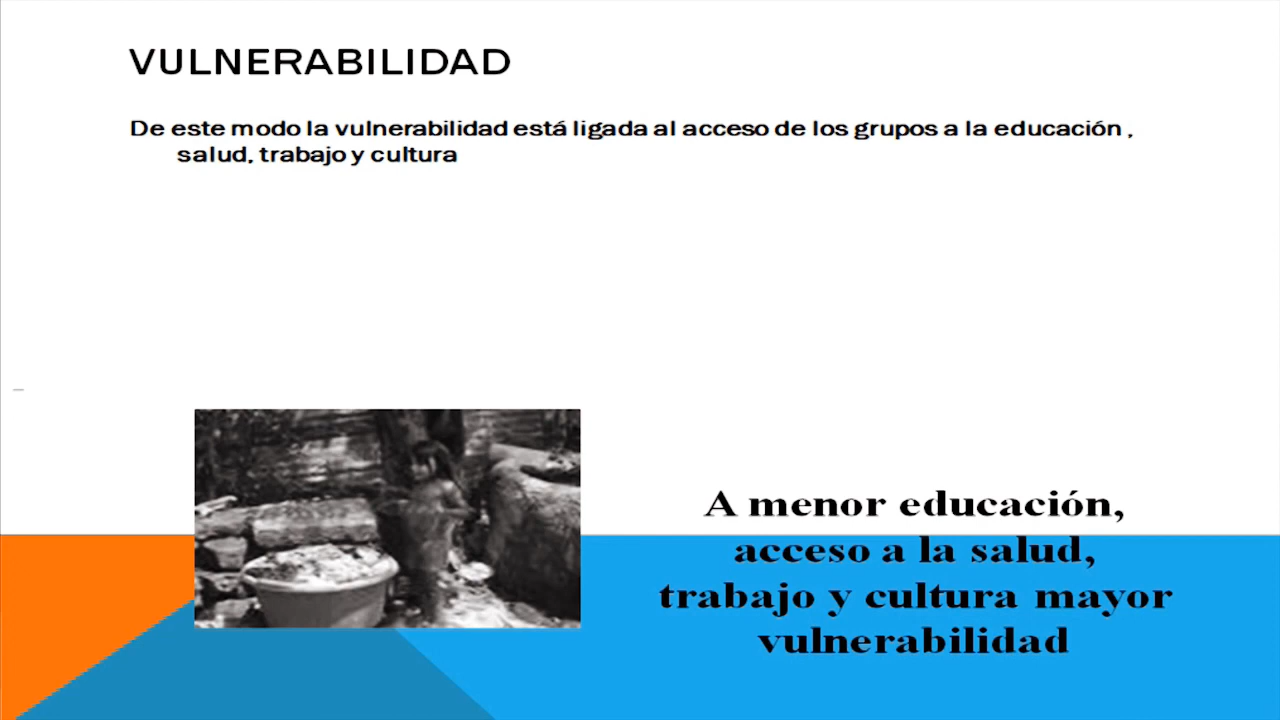 VULNERABILIDAD
De este modo la vulnerabilidad está ligada al acceso de los grupos a la educación ,
salud, trabajo y cultura
A menor educación,
acceso a la salud,
trabajo y cultura mayor
vulnerabilidad